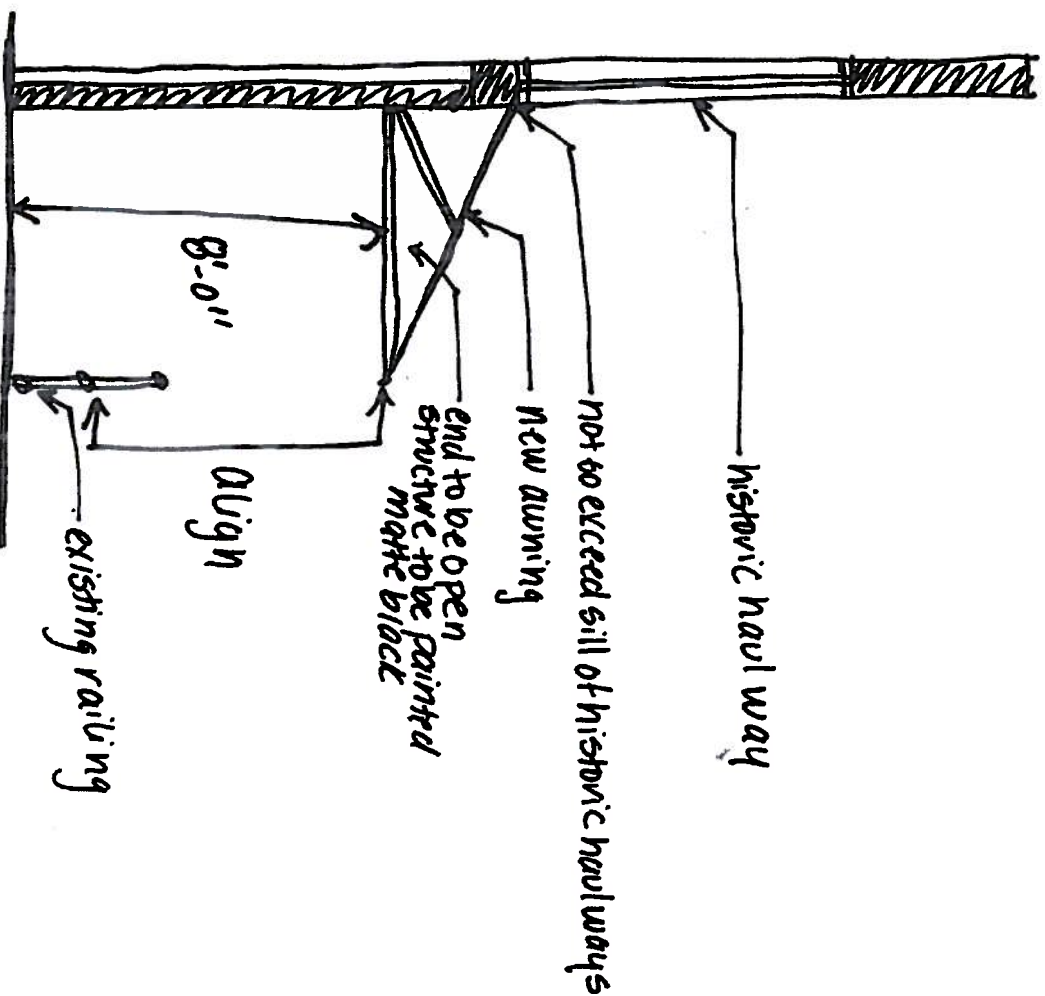 historic haul way
not to exceed sill of historic haulways
new awning
end to be open
structure to be painted
matte black
align
8'-0"
existing railing